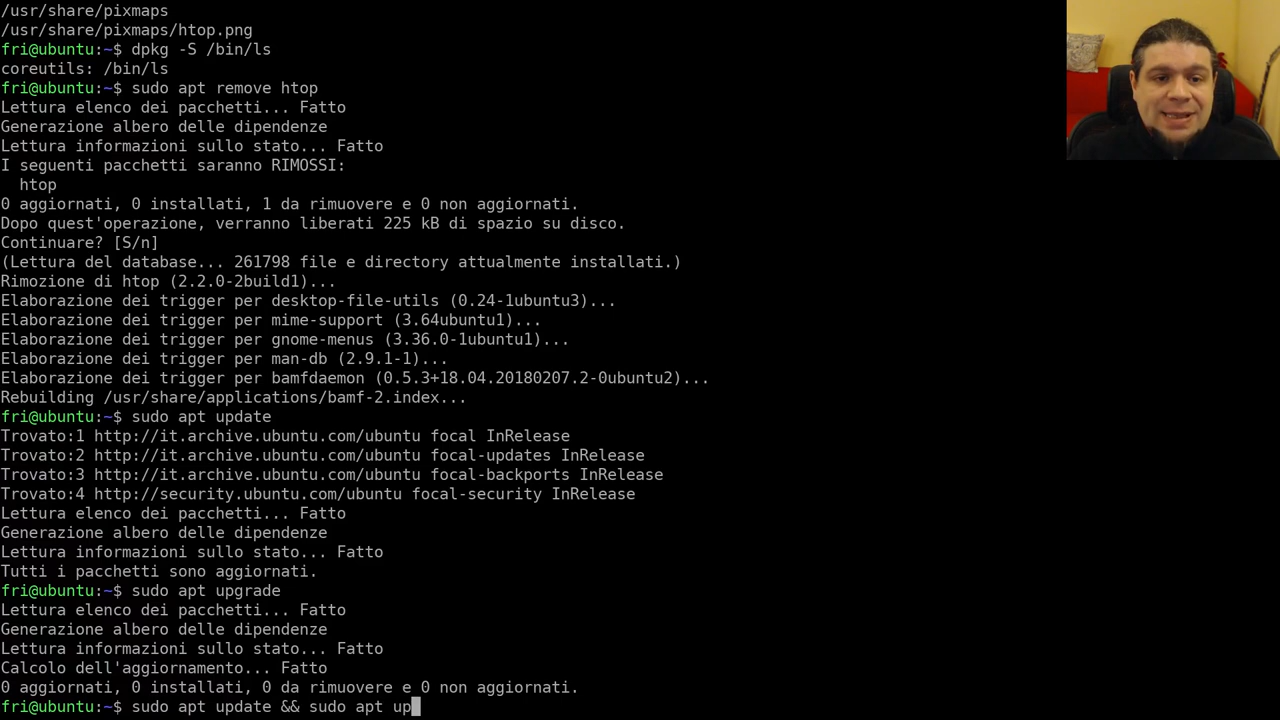 /usr/share/pixmaps
/usr/share/pixmaps/htop.png
fri@ubuntu:~$ dpkg -S /bin/ls
coreutils: /bin/ls
fri@ubuntu:~$ sudo apt remove htop
Lettura elenco dei pacchetti... Fatto
Generazione albero delle dipendenze
Lettura informazioni sullo stato... Fatto
I seguenti pacchetti saranno RIMOSSI:
  htop
0 aggiornati, 0 installati, 1 da rimuovere e 0 non aggiornati.
Dopo quest'operazione, verranno liberati 225 kB di spazio su disco.
Continuare? [S/n]
(Lettura del database... 261798 file e directory attualmente installati.)
Rimozione di htop (2.2.0-2build1)...
Elaborazione dei trigger per desktop-file-utils (0.24-1ubuntu3)...
Elaborazione dei trigger per mime-support (3.64ubuntu1)...
Elaborazione dei trigger per gnome-menus (3.36.0-1ubuntu1)...
Elaborazione dei trigger per man-db (2.9.1-1)...
Elaborazione dei trigger per bamfdaemon (0.5.3+18.04.20180207.2-0ubuntu2)...
Rebuilding /usr/share/applications/bamf-2.index...
fri@ubuntu:~$ sudo apt update
Trovato:1 http://it.archive.ubuntu.com/ubuntu focal InRelease
Trovato:2 http://it.archive.ubuntu.com/ubuntu focal-updates InRelease
Trovato:3 http://it.archive.ubuntu.com/ubuntu focal-backports InRelease
Trovato:4 http://security.ubuntu.com/ubuntu focal-security InRelease
Lettura elenco dei pacchetti... Fatto
Generazione albero delle dipendenze
Lettura informazioni sullo stato... Fatto
Tutti i pacchetti sono aggiornati.
fri@ubuntu:~$ sudo apt upgrade
Lettura elenco dei pacchetti... Fatto
Generazione albero delle dipendenze
Lettura informazioni sullo stato... Fatto
Calcolo dell'aggiornamento... Fatto
0 aggiornati, 0 installati, 0 da rimuovere e 0 non aggiornati.
fri@ubuntu:~$ sudo apt update && sudo apt up